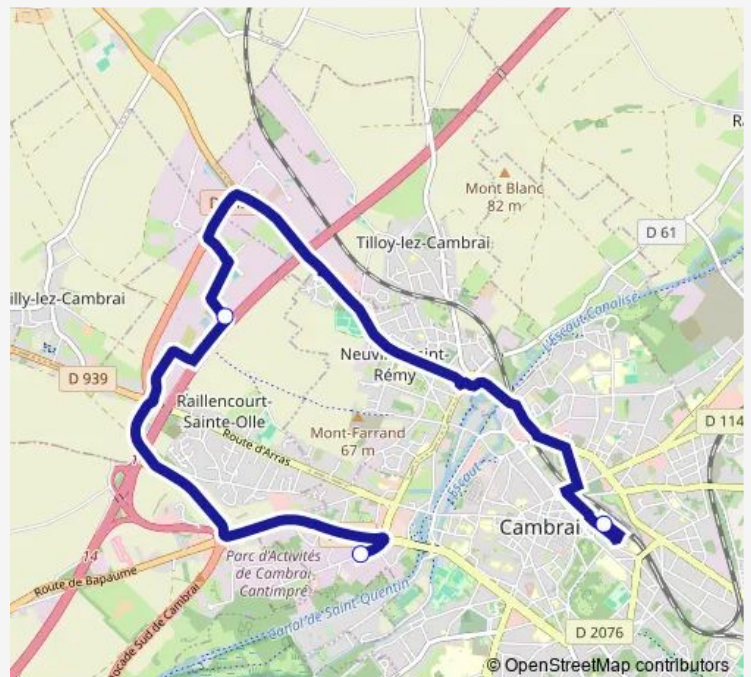 Mont Blanc
82 m
R
Tilloy-lez-Cambrai
D 61
l'Escaut Canalisé
illy-lez-Cambrai
D 939
Raillencourt-
Sainte-Olle
Rémy
Mont-Farrand
67 m
Route d'Arras
D 114
Escaut
Cambrai
14
Parc d'Activités
de Cambrai
Cantimpré
Route de Bapaume
Rocade Sud de Cambrai
Canal de Saint-Quentin
D 2076
© OpenStreetMap contributors